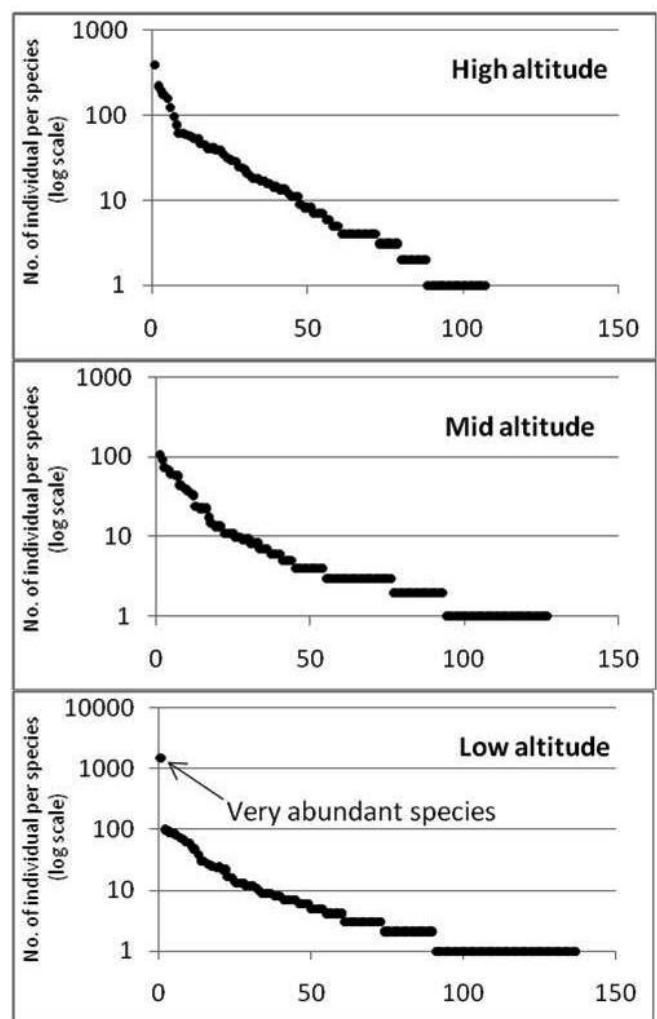 1000
High altitude
100
10
1
0 50 100 150
No. of individual per species
(log scale)
1000
Mid altitude
100
10
1
0 50 100 150
No. of individual per species
(log scale)
10000
Low altitude
1000
Very abundant species
100
10
1
0 50 100 150
No. of individual per species
(log scale)